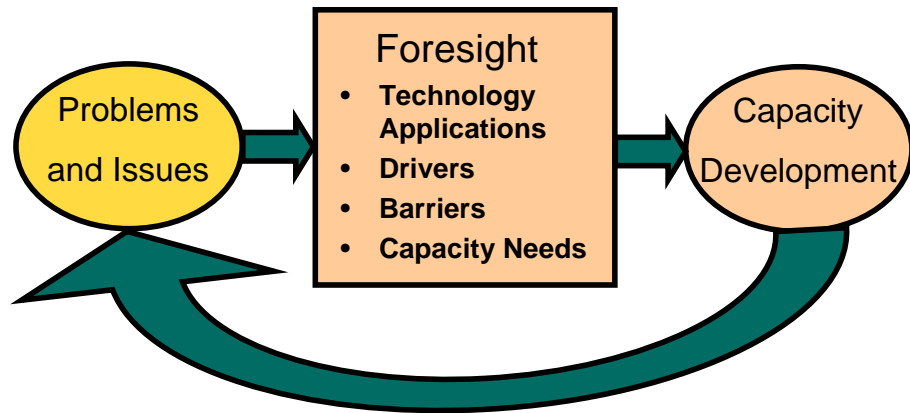 Problems
and Issues
Foresight
• Technology
Applications
• Drivers
• Barriers
• Capacity Needs
Capacity
Development